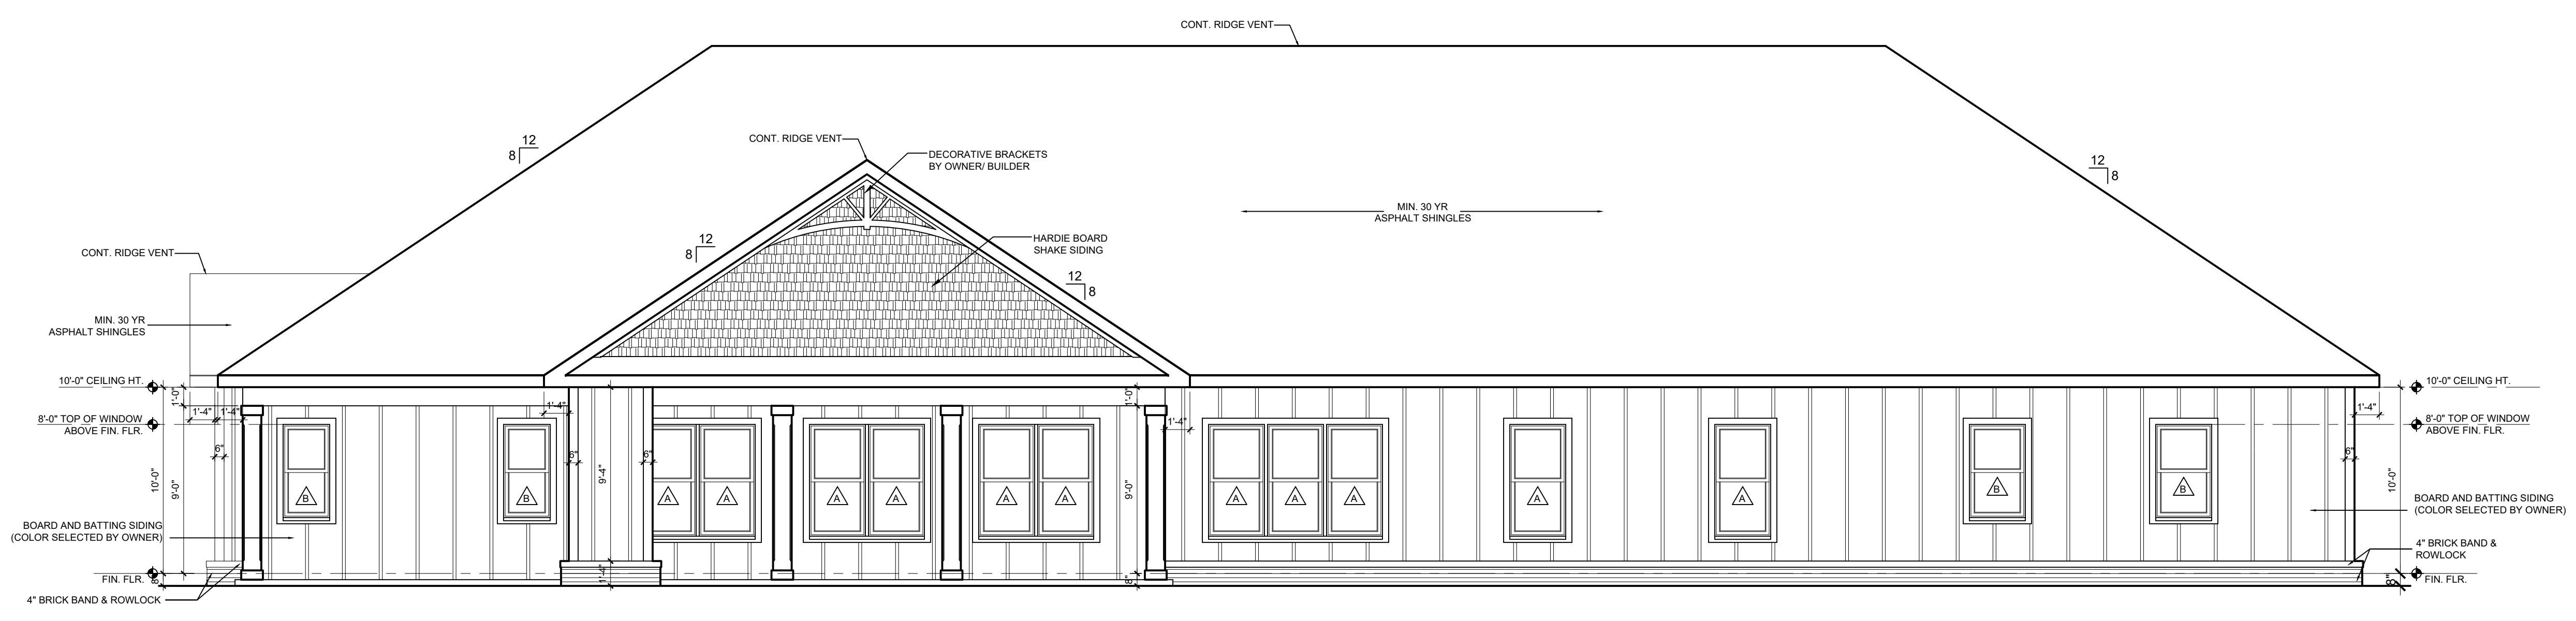 CONT. RIDGE VENT
CONT. RIDGE VENT
12
8
DECORATIVE BRACKETS
BY OWNER/ BUILDER
12
8
MIN. 30 YR
ASPHALT SHINGLES
12
8
HARDIE BOARD
SHAKE SIDING
CONT. RIDGE VENT
12
8
MIN. 30 YR
ASPHALT SHINGLES
10'-0" CEILING HT.
10'-0" CEILING HT.
1'-0"
1'-0"
1'-4"
1'-4"
1'-4"
1'-4"
1'-4"
8'-0" TOP OF WINDOW
ABOVE FIN. FLR.
8'-0" TOP OF WINDOW
ABOVE FIN. FLR.
6"
6"
6"
6"
10'-0"
9'-0"
9'-4"
9'-0"
10'-0"
B
B
A
A
A
A
A
A
A
A
A
A
A
B
B
BOARD AND BATTING SIDING
(COLOR SELECTED BY OWNER)
BOARD AND BATTING SIDING
(COLOR SELECTED BY OWNER)
4" BRICK BAND &
ROWLOCK
FIN. FLR.
8"
1'-4"
8"
8"
FIN. FLR.
4" BRICK BAND & ROWLOCK